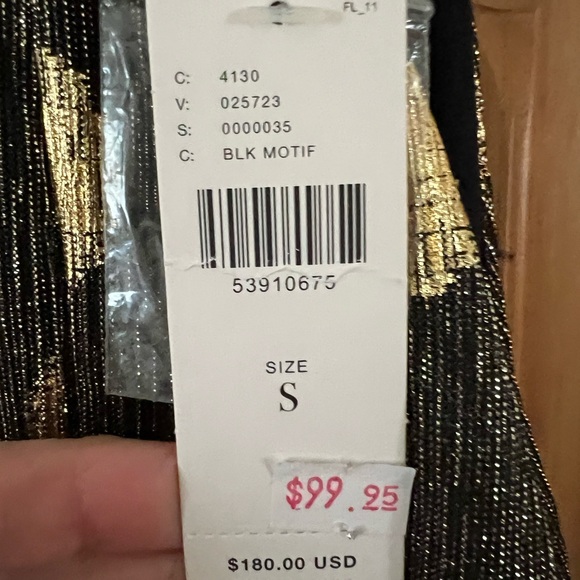 FL_11
C: 4130
V: 025723
S: 0000035
C: BLK MOTIF
53910675
SIZE
S
$99.95
$180.00 USD